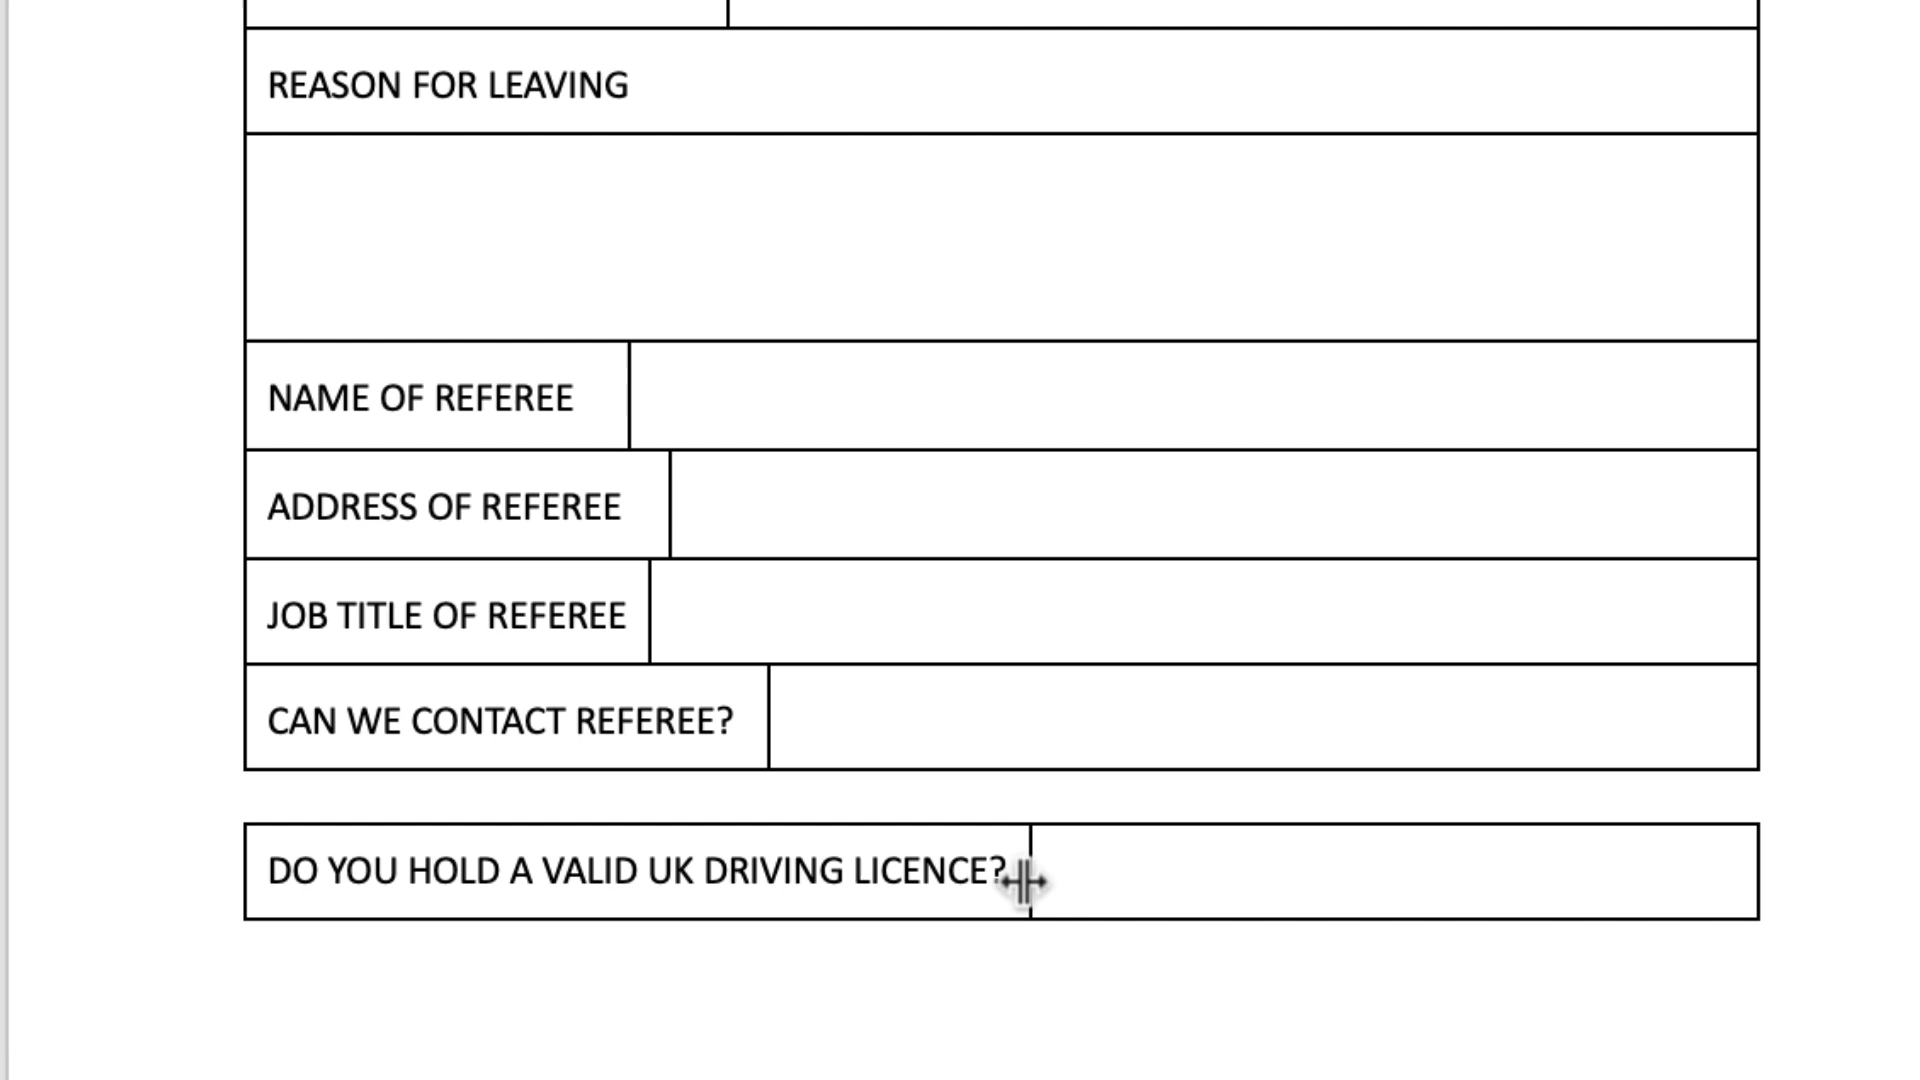 REASON FOR LEAVING
NAME OF REFEREE
ADDRESS OF REFEREE
JOB TITLE OF REFEREE
CAN WE CONTACT REFEREE?
DO YOU HOLD A VALID UK DRIVING LICENCE?